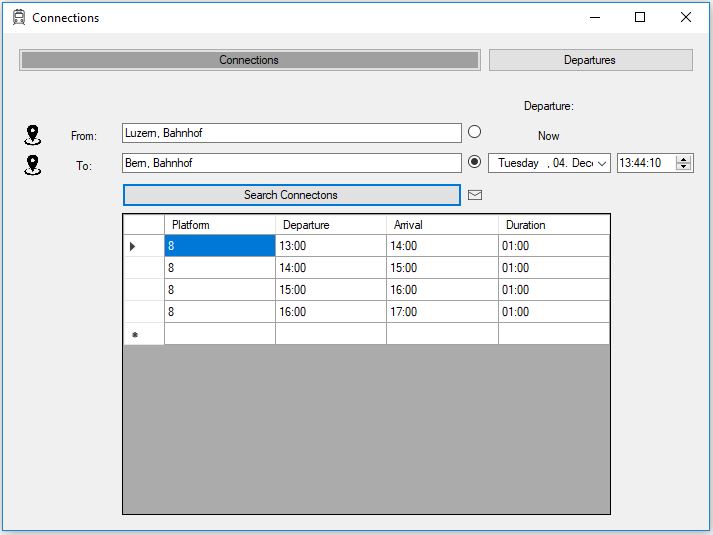 Connections
Connections Departures
Departure:
From: Luzern, Bahnhof Now
To: Bern, Bahnhof Tuesday , 04. Dec 13:44:10
Search Connectons
Platform Departure Arrival Duration
8 13:00 14:00 01:00
8 14:00 15:00 01:00
8 15:00 16:00 01:00
8 16:00 17:00 01:00
*